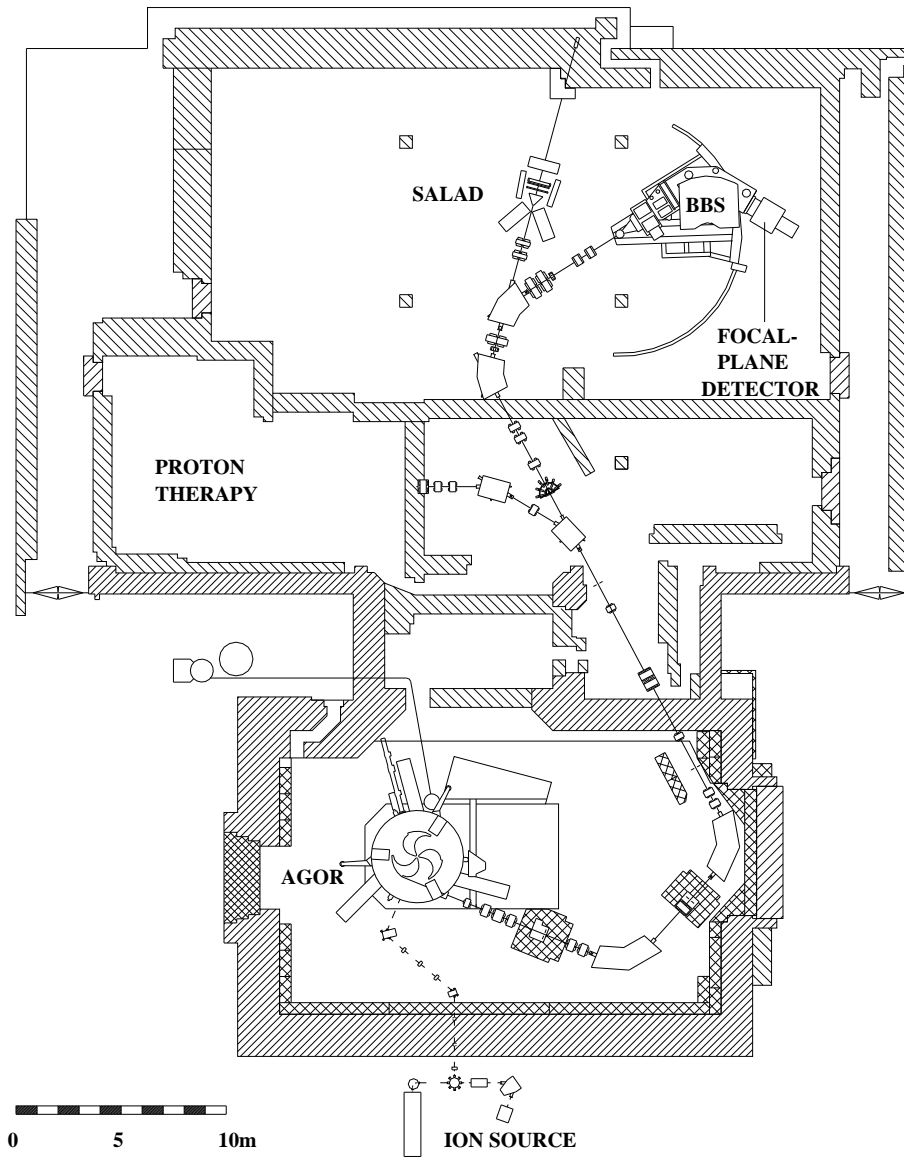 SALAD
BBS
FOCAL-
PLANE
DETECTOR
PROTON
THERAPY
AGOR
0 5 10m
ION SOURCE